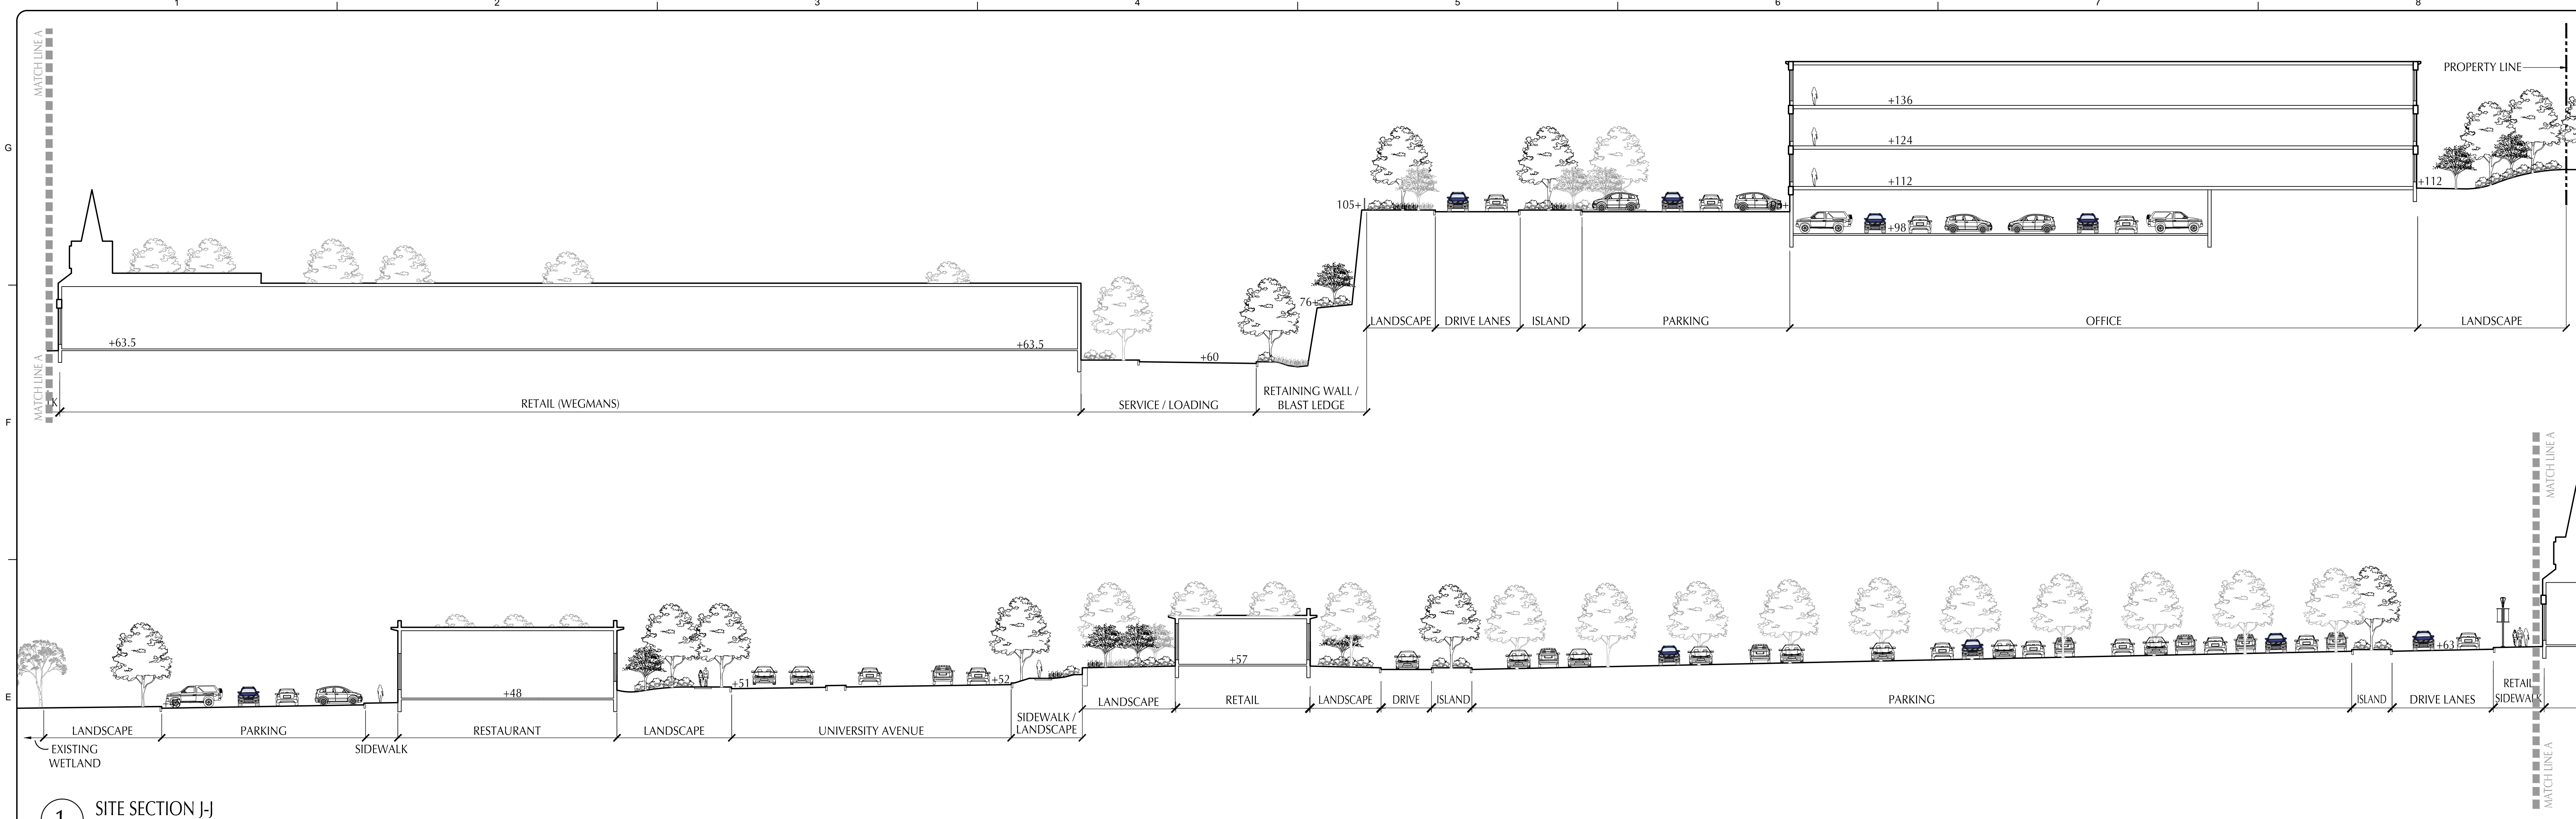 1 2 3 4 5 6 7 8
G
F
E
MATCH LINE A
MATCH LINE A
+63.5
+63.5
RETAIL (WEGMANS)
+60
SERVICE / LOADING
RETAINING WALL /
BLAST LEDGE
76+
105+
LANDSCAPE
DRIVE LANES
ISLAND
PARKING
+136
+124
+112
+98
OFFICE
+112
LANDSCAPE
PROPERTY LINE
EXISTING
WETLAND
LANDSCAPE
PARKING
SIDEWALK
+48
RESTAURANT
LANDSCAPE
+51
UNIVERSITY AVENUE
+52
SIDEWALK /
LANDSCAPE
LANDSCAPE
+57
RETAIL
LANDSCAPE
DRIVE
ISLAND
PARKING
ISLAND
+63
DRIVE LANES
RETAIL
SIDEWALK
MATCH LINE A
MATCH LINE A
1
SITE SECTION J-J